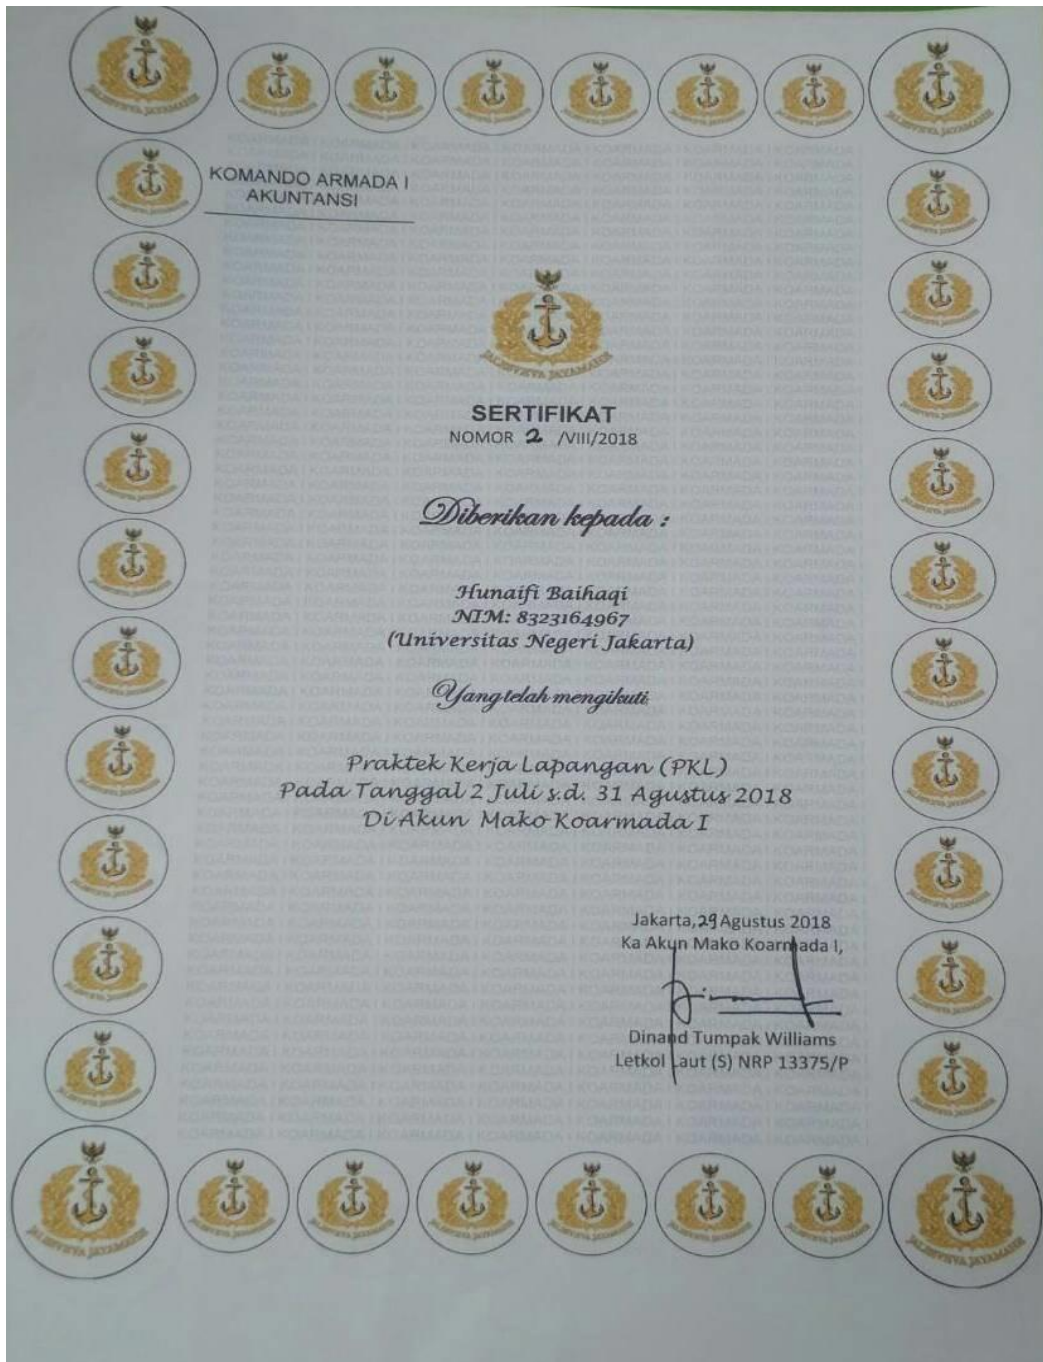 KOMANDO ARMADA I
AKUNTANSI
JALESVEVA JAYAMAHE
SERTIFIKAT
NOMOR 2 /VIII/2018
Diberikan kepada :
Hunaifi Baihaqi
NIM: 8323164967
(Universitas Negeri Jakarta)
Yang telah mengikuti
Praktek Kerja Lapangan (PKL)
Pada Tanggal 2 Juli s.d. 31 Agustus 2018
Di Akun Mako Koarmada I
Jakarta, 29 Agustus 2018
Ka Akun Mako Koarmada I,
Dinand Tumpak Williams
Letkol Laut (S) NRP 13375/P